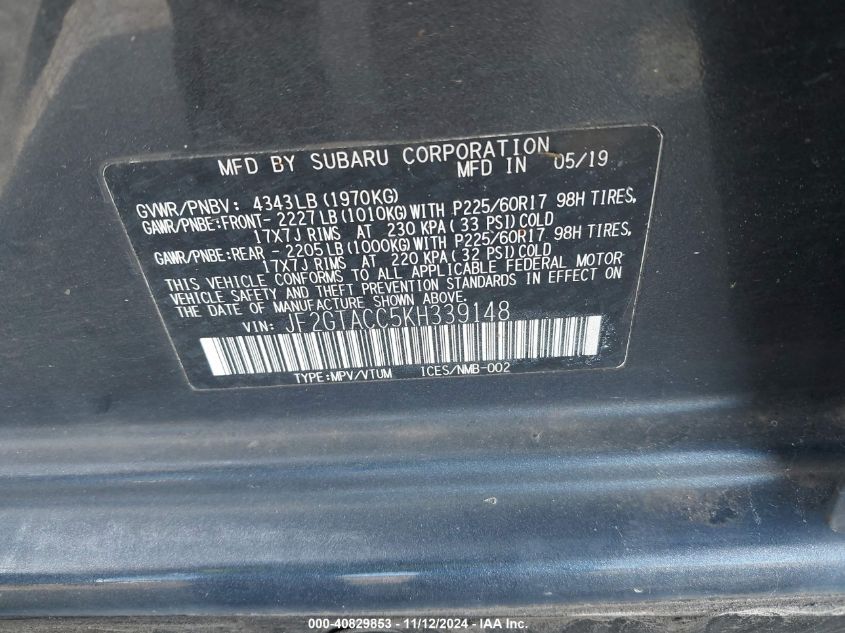 MFD BY SUBARU CORPORATION
MFD IN 05/19
GVWR/PNBV: 4343LB(1970KG)
GAWR/PNBE:FRONT- 2227LB(1010KG)WITH P225/60R17 98H TIRES,
17X7J RIMS AT 230 KPA(33 PSI)COLD
GAWR/PNBE:REAR - 2205LB(1000KG)WITH P225/60R17 98H TIRES,
17X7J RIMS AT 220 KPA(32 PSI)COLD
THIS VEHICLE CONFORMS TO ALL APPLICABLE FEDERAL MOTOR
VEHICLE SAFETY AND THEFT PREVENTION STANDARDS IN EFFECT ON
THE DATE OF MANUFACTURE SHOWN ABOVE.
VIN: JF2GTACC5KH339148
TYPE:MPV/VTUM ICES/NMB-002
000-40829853 - 11/12/2024 - IAA Inc.